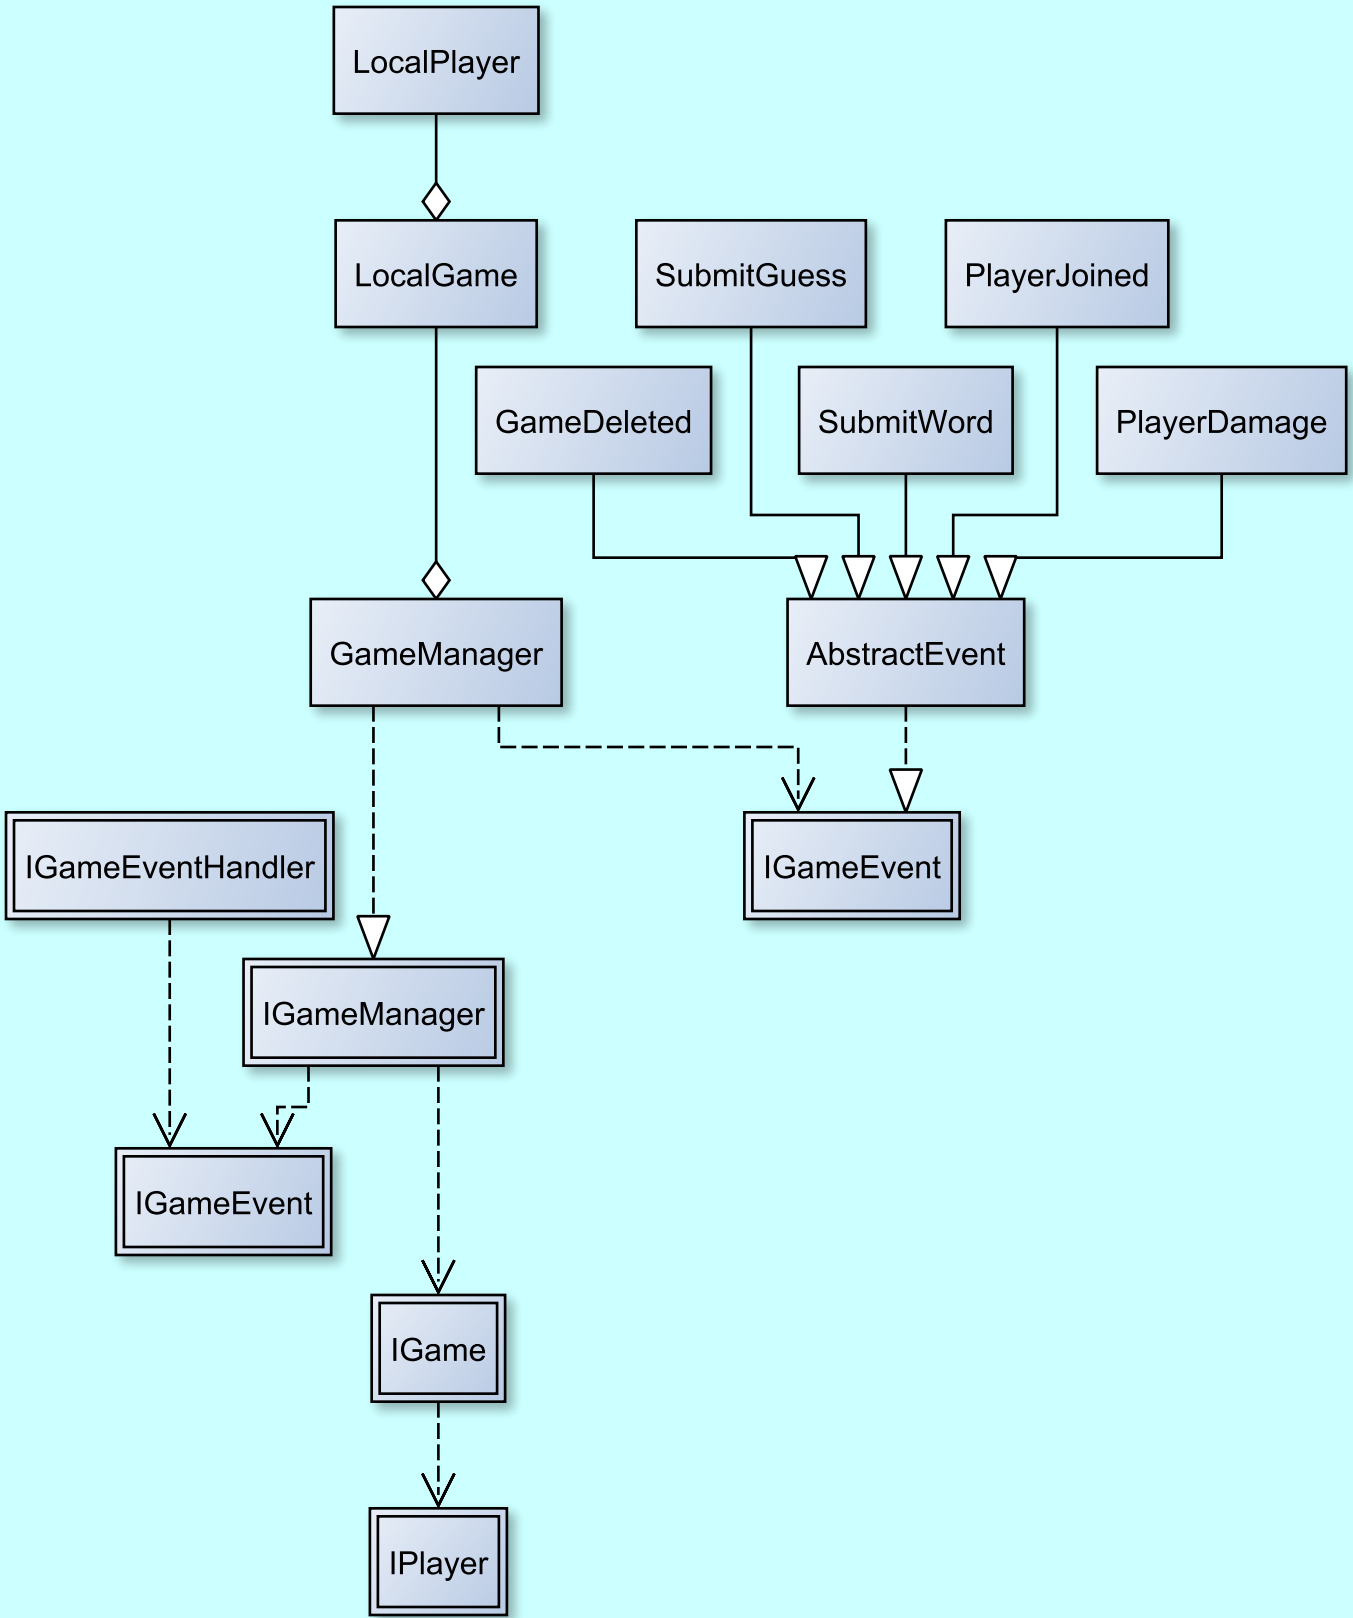 LocalPlayer
LocalGame
SubmitGuess
PlayerJoined
GameDeleted
SubmitWord
PlayerDamage
GameManager
AbstractEvent
IGameEventHandler
IGameEvent
IGameManager
IGameEvent
IGame
IPlayer